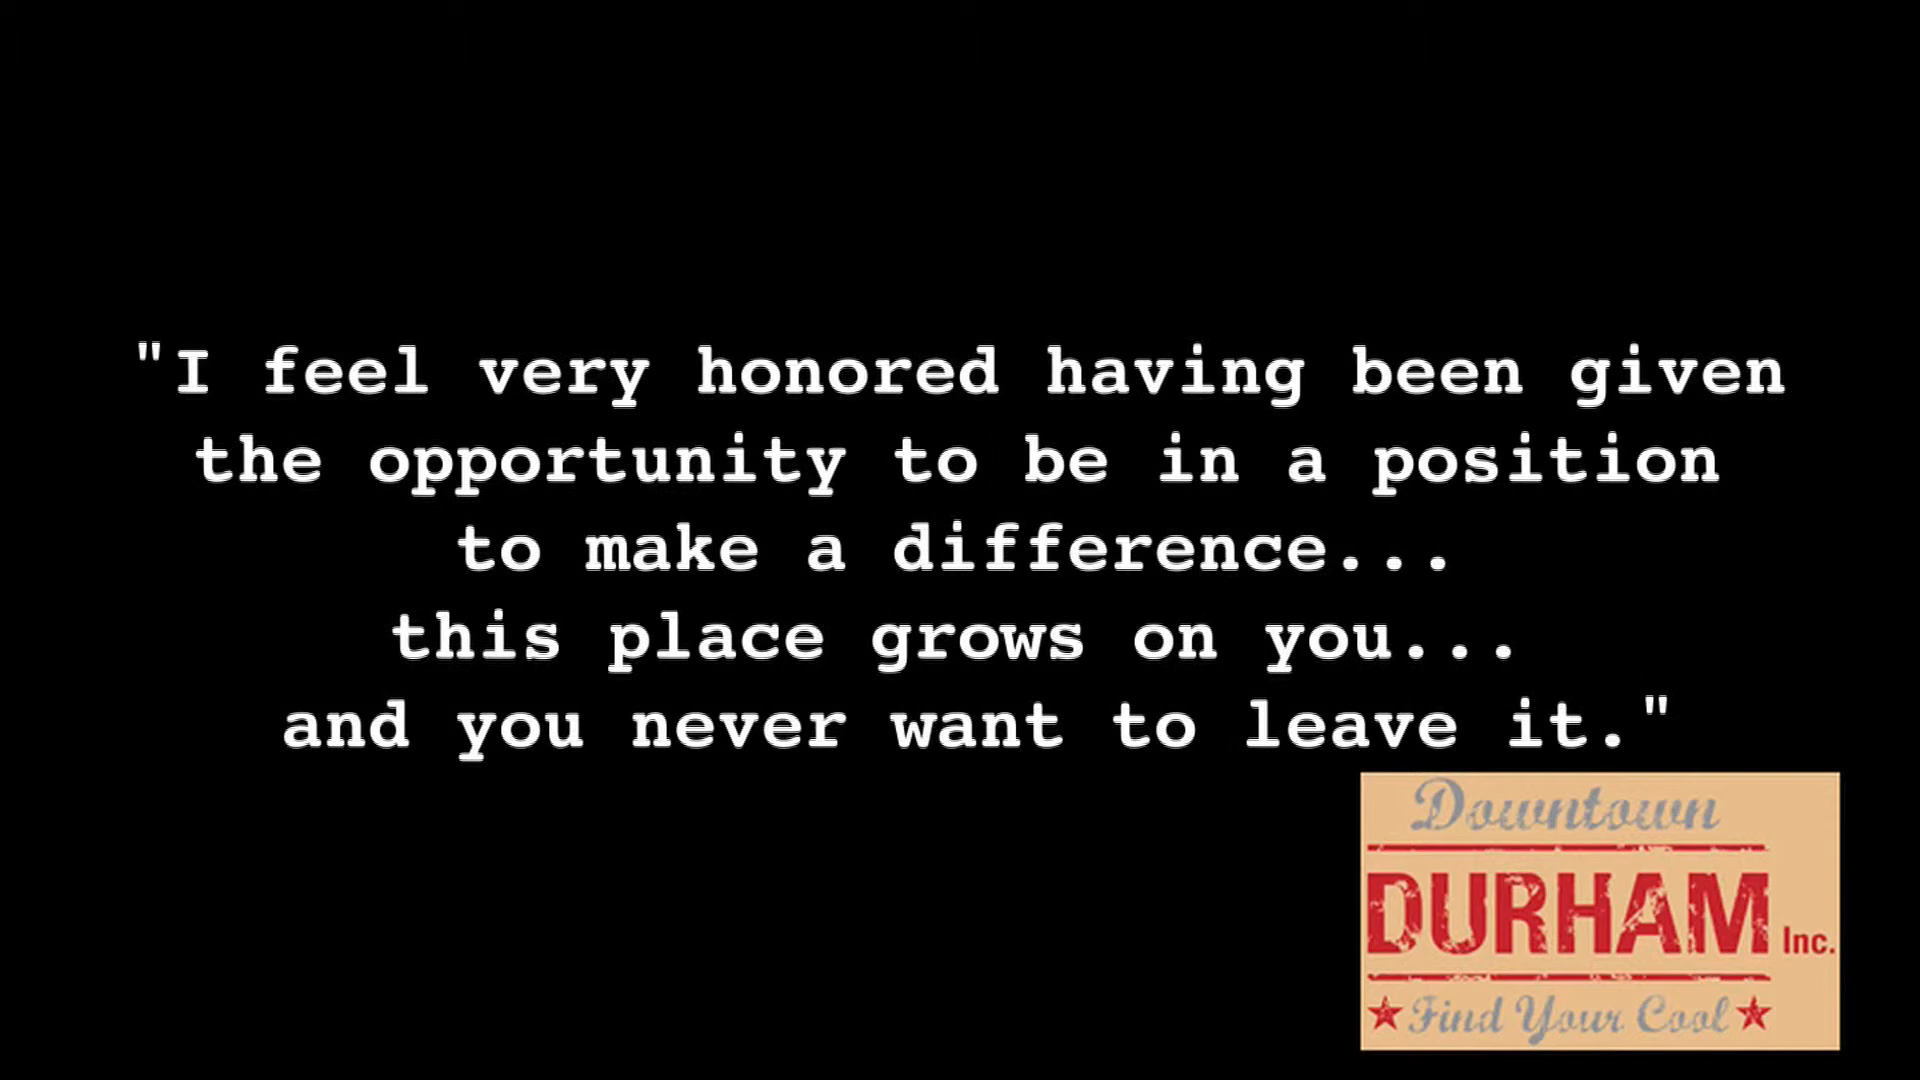 "I feel very honored having been given
the opportunity to be in a position
to make a difference...
this place grows on you...
and you never want to leave it."
Downtown
DURHAM Inc.
Find Your Cool